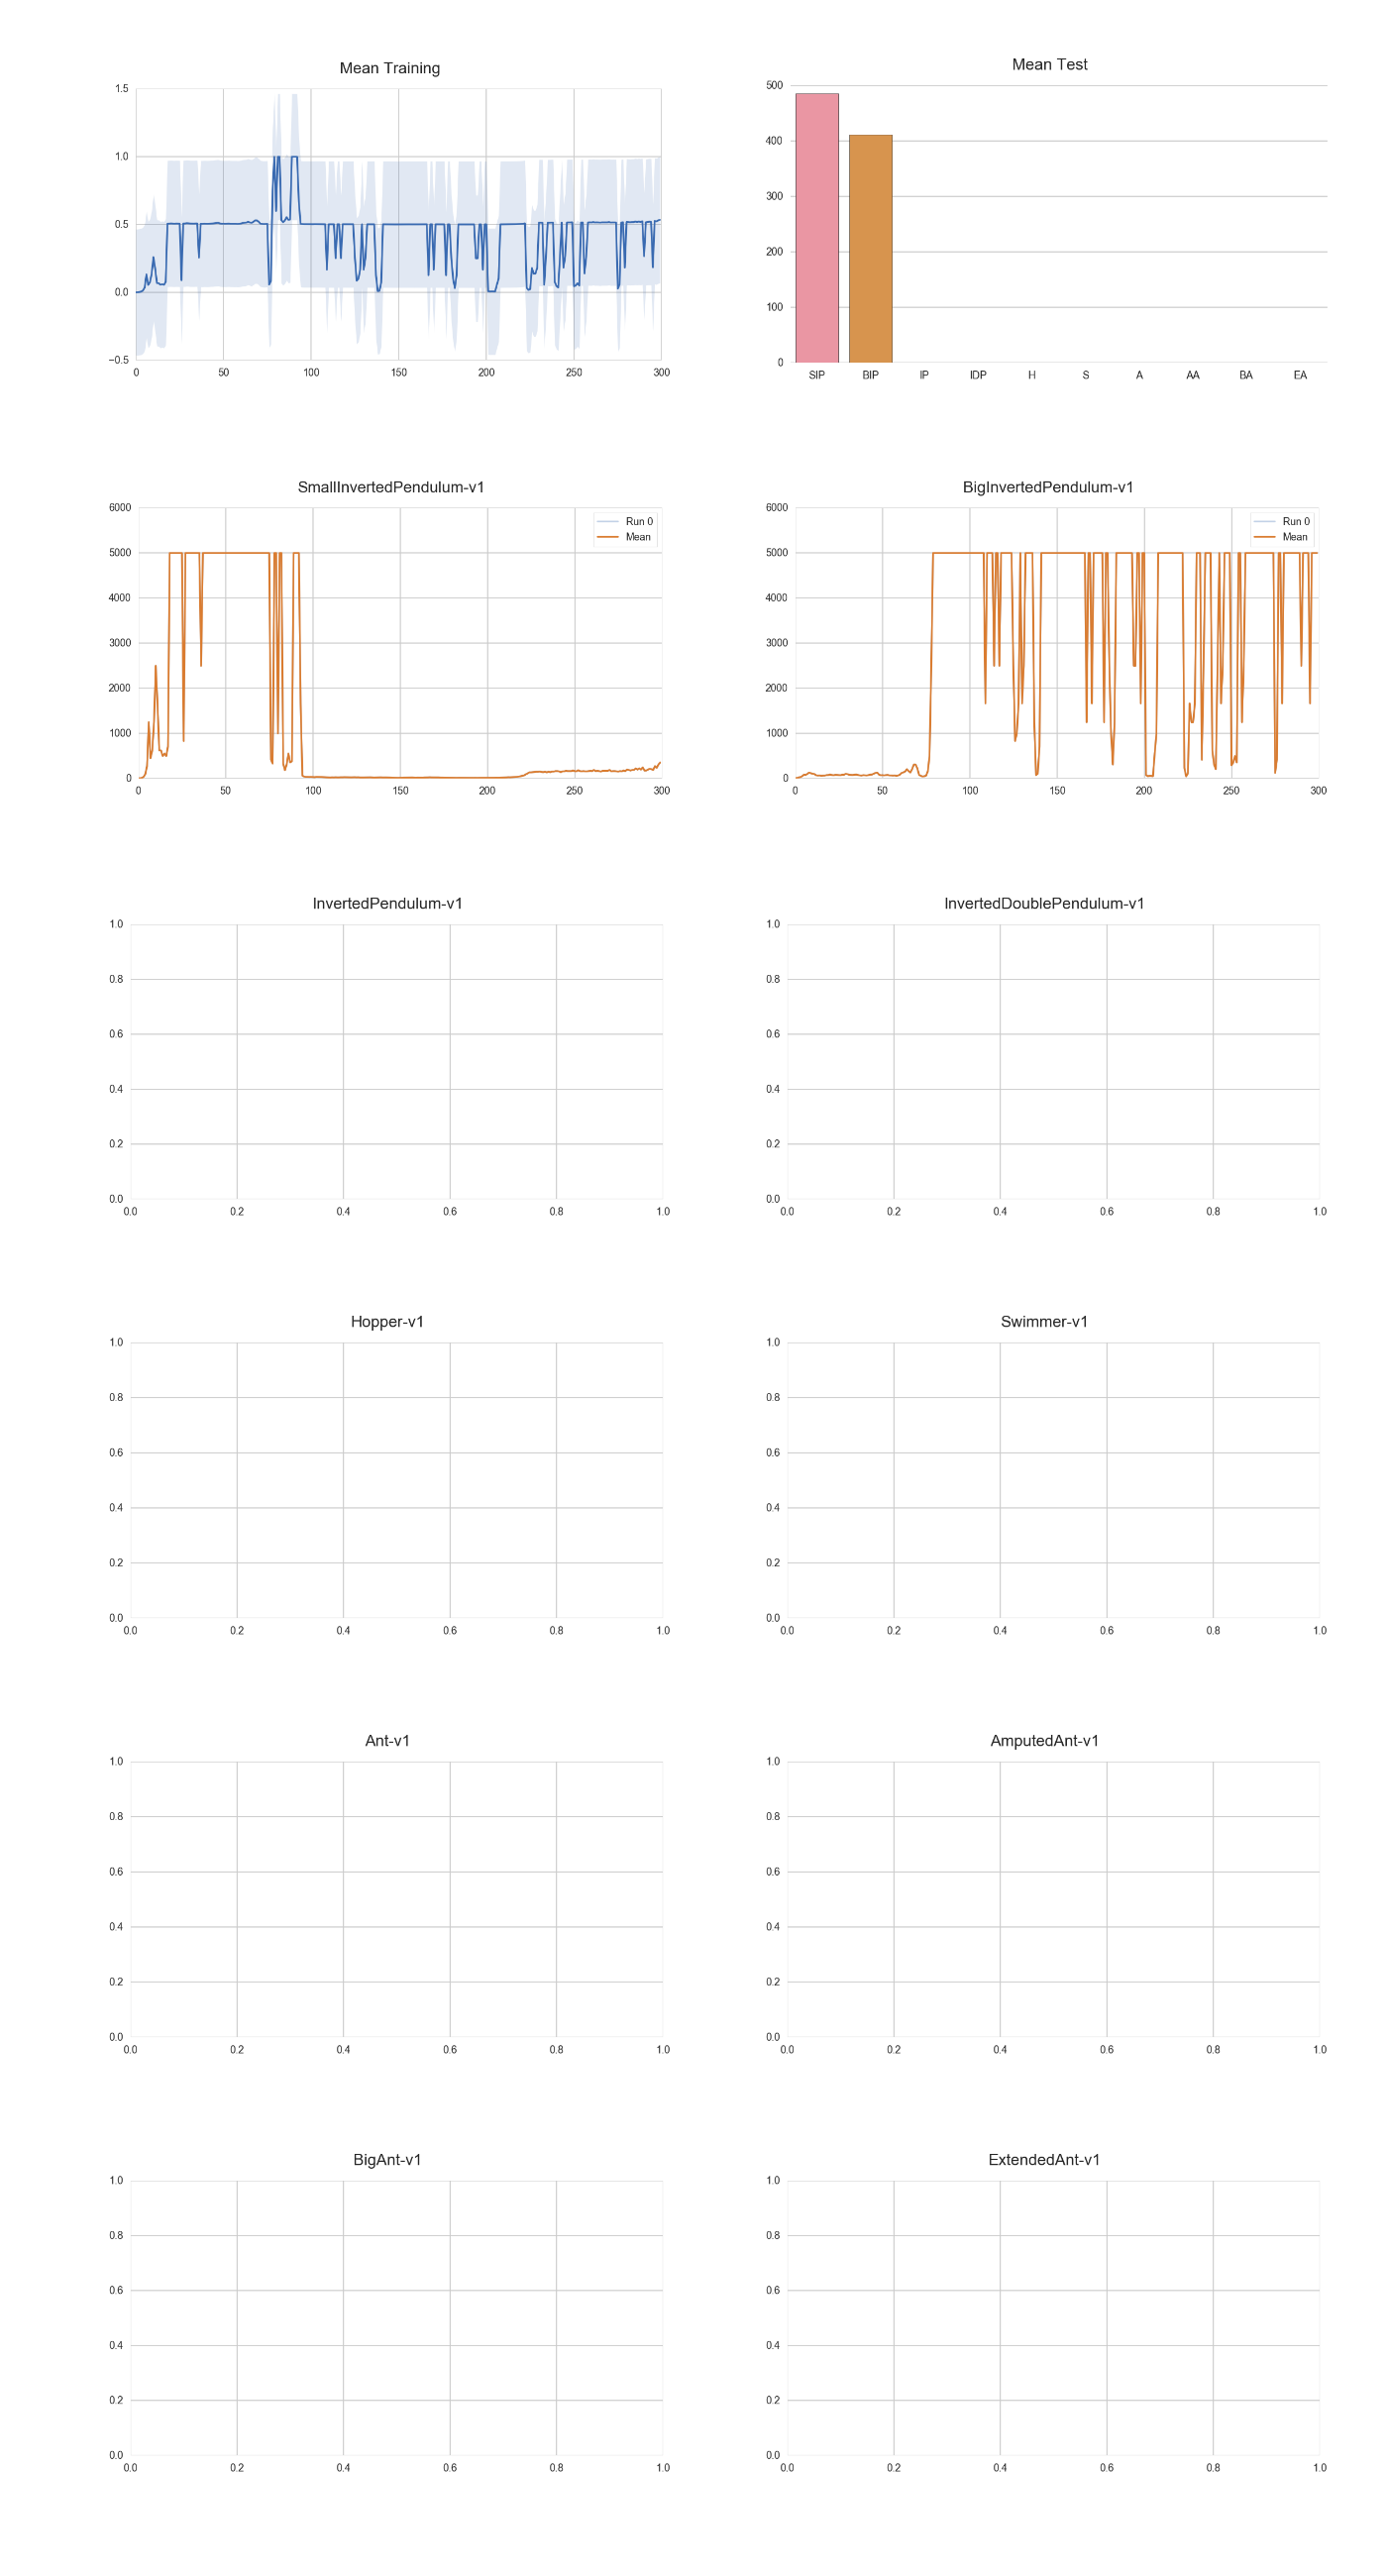 Mean Training
1.5
1.0
0.5
0.0
−0.5
0 50 100 150 200 250 300
Mean Test
500
400
300
200
100
0
SIP BIP IP IDP H S A AA BA EA
SmallInvertedPendulum-v1
6000
5000
4000
3000
2000
1000
0
Run 0
Mean
0 50 100 150 200 250 300
BigInvertedPendulum-v1
6000
5000
4000
3000
2000
1000
0
Run 0
Mean
0 50 100 150 200 250 300
InvertedPendulum-v1
1.0
0.8
0.6
0.4
0.2
0.0
0.0 0.2 0.4 0.6 0.8 1.0
InvertedDoublePendulum-v1
1.0
0.8
0.6
0.4
0.2
0.0
0.0 0.2 0.4 0.6 0.8 1.0
Hopper-v1
1.0
0.8
0.6
0.4
0.2
0.0
0.0 0.2 0.4 0.6 0.8 1.0
Swimmer-v1
1.0
0.8
0.6
0.4
0.2
0.0
0.0 0.2 0.4 0.6 0.8 1.0
Ant-v1
1.0
0.8
0.6
0.4
0.2
0.0
0.0 0.2 0.4 0.6 0.8 1.0
AmputedAnt-v1
1.0
0.8
0.6
0.4
0.2
0.0
0.0 0.2 0.4 0.6 0.8 1.0
BigAnt-v1
1.0
0.8
0.6
0.4
0.2
0.0
0.0 0.2 0.4 0.6 0.8 1.0
ExtendedAnt-v1
1.0
0.8
0.6
0.4
0.2
0.0
0.0 0.2 0.4 0.6 0.8 1.0